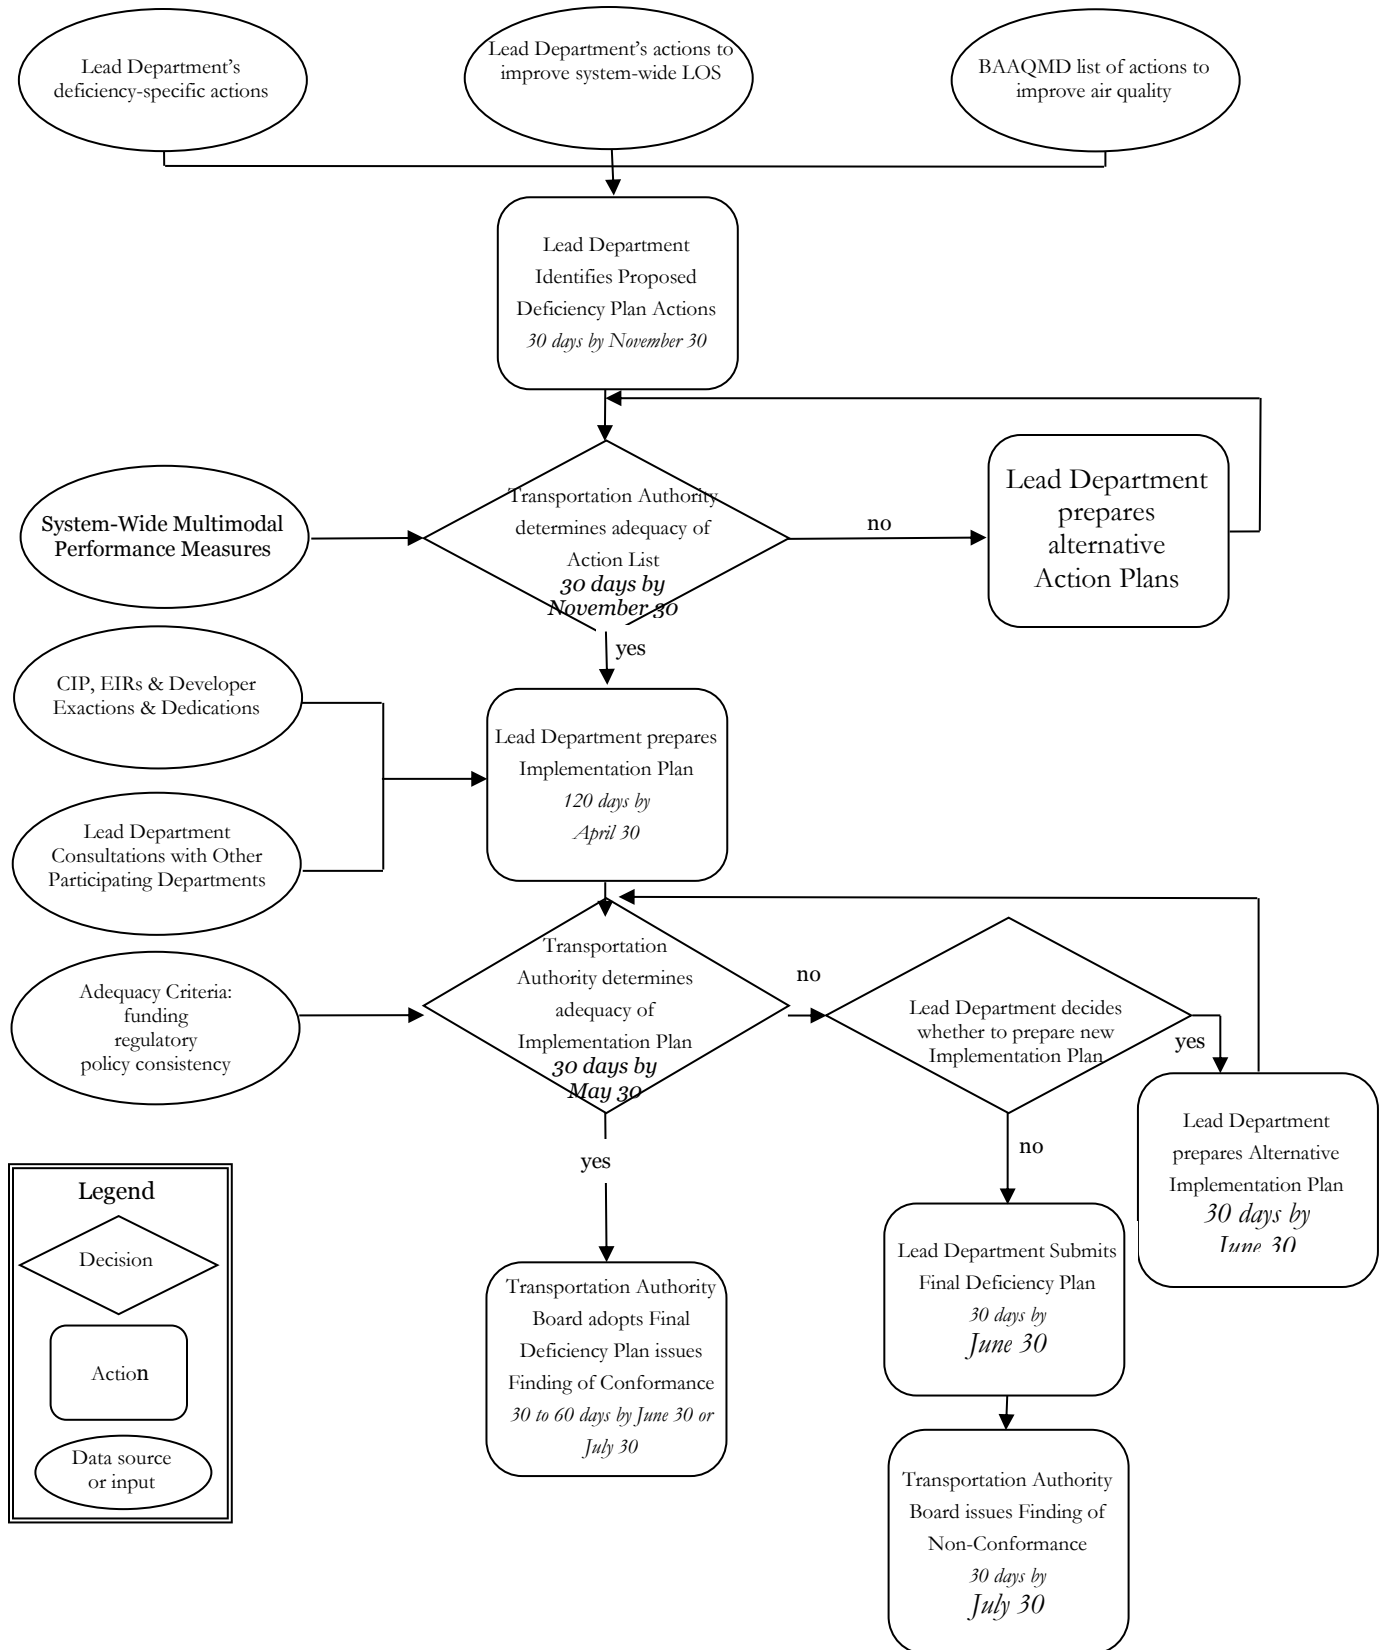 Lead Department's
deficiency-specific actions
Lead Department's actions to
improve system-wide LOS
BAAQMD list of actions to
improve air quality
Lead Department
Identifies Proposed
Deficiency Plan Actions
30 days by November 30
System-Wide Multimodal
Performance Measures
Transportation Authority
determines adequacy of
Action List
30 days by
November 30
no
Lead Department
prepares
alternative
Action Plans
yes
CIP, EIRs & Developer
Exactions & Dedications
Lead Department prepares
Implementation Plan
120 days by
April 30
Lead Department
Consultations with Other
Participating Departments
Adequacy Criteria:
funding
regulatory
policy consistency
Transportation
Authority determines
adequacy of
Implementation Plan
30 days by
May 30
no
Lead Department decides
whether to prepare new
Implementation Plan
yes
Lead Department
prepares Alternative
Implementation Plan
30 days by
June 30
yes
no
Legend
Decision
Action
Data source
or input
Transportation Authority
Board adopts Final
Deficiency Plan issues
Finding of Conformance
30 to 60 days by June 30 or
July 30
Lead Department Submits
Final Deficiency Plan
30 days by
June 30
Transportation Authority
Board issues Finding of
Non-Conformance
30 days by
July 30